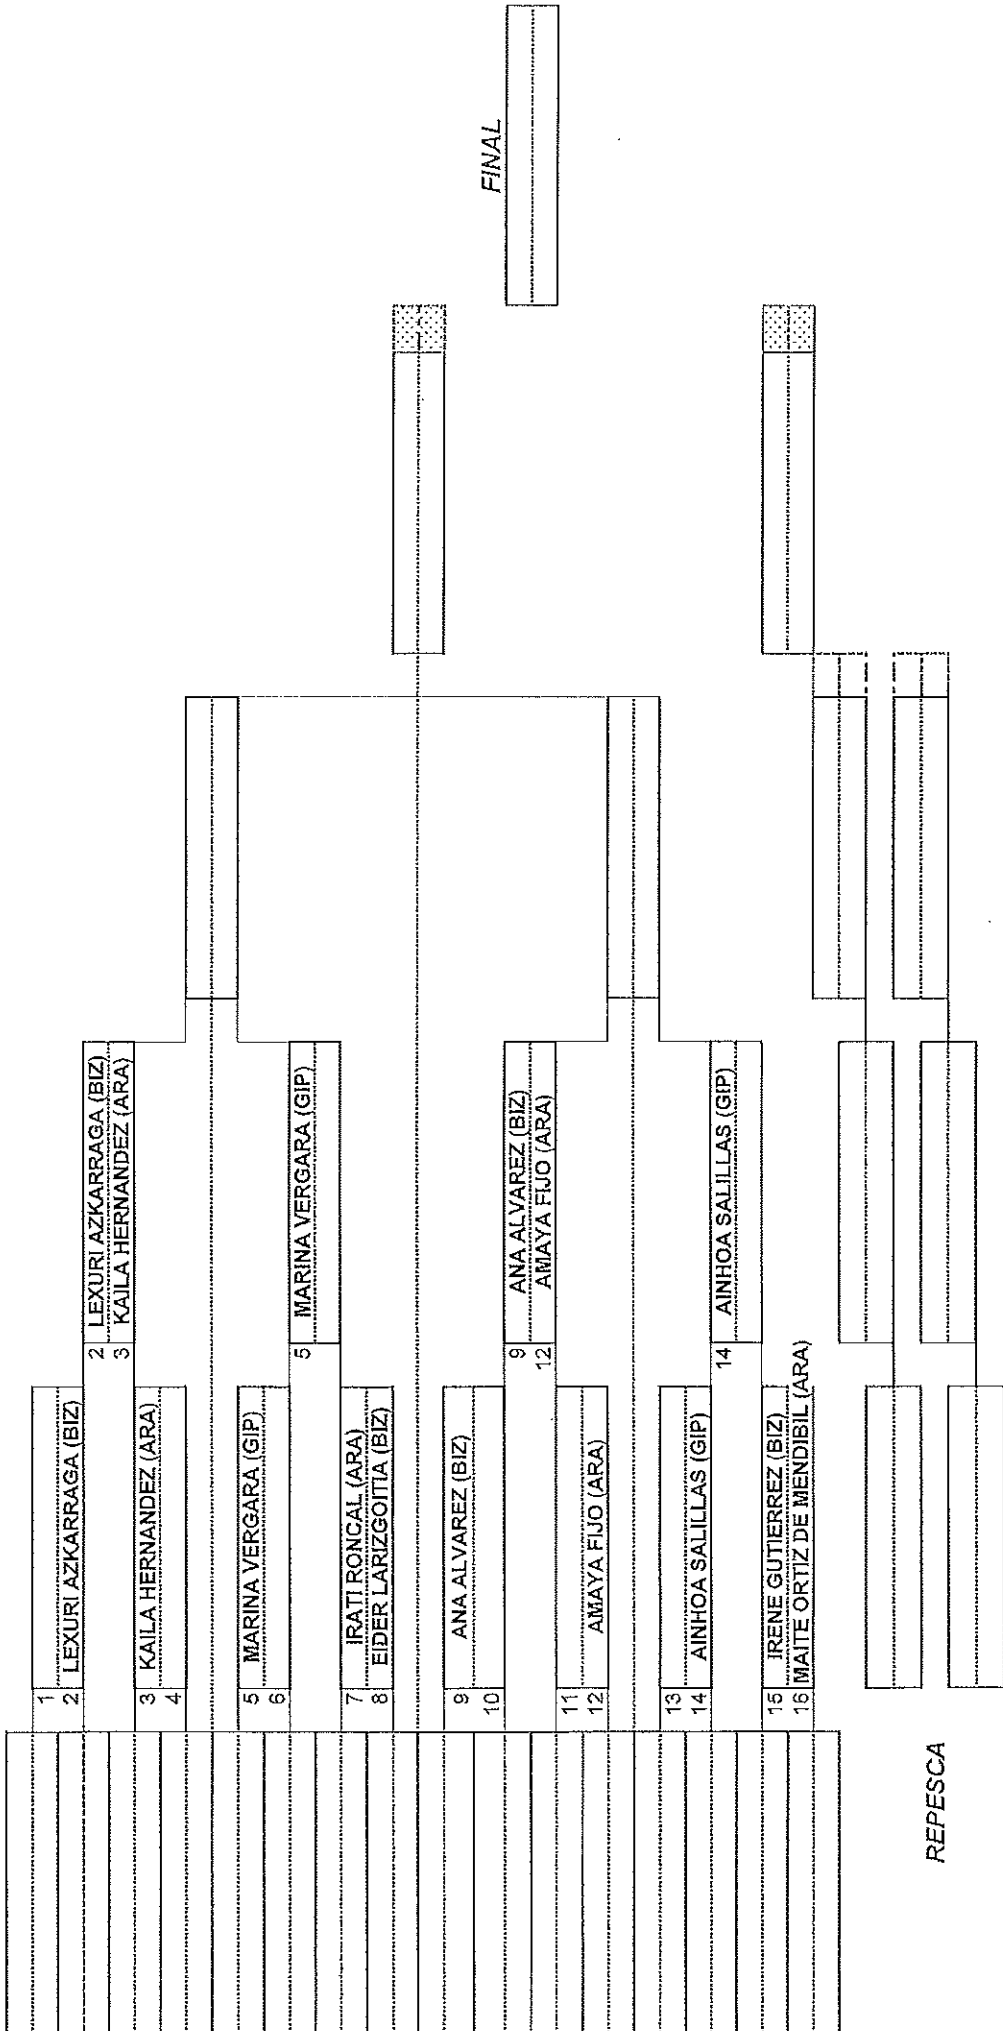 1
2 LEXURI AZKARRAGA (BIZ)
3 KAILA HERNANDEZ (ARA)
4
5 MARINA VERGARA (GIP)
6
7 IRATI RONCAL (ARA)
8 EIDER LARIZGOITIA (BIZ)
9 ANA ALVAREZ (BIZ)
10
11
12 AMAYA FIJO (ARA)
13
14 AINHOA SALILLAS (GIP)
15 IRENE GUTIERREZ (BIZ)
16 MAITE ORTIZ DE MENDIBIL (ARA)
2 LEXURI AZKARRAGA (BIZ)
3 KAILA HERNANDEZ (ARA)
5 MARINA VERGARA (GIP)
9 ANA ALVAREZ (BIZ)
12 AMAYA FIJO (ARA)
14 AINHOA SALILLAS (GIP)
FINAL
REPESCA